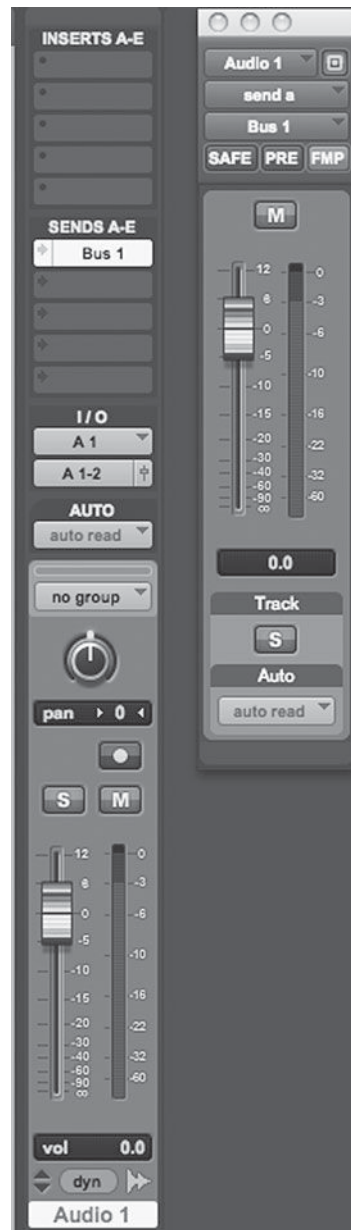 INSERTS A-E
SENDS A-E
Bus 1
I / O
A 1
A 1-2
AUTO
auto read
no group
pan 0
S M
12 0
6 -3
0 -6
-5
-10 -10
-15 -16
-20 -22
-30
-40 -32
-60
-90 -60
∞
vol 0.0
dyn
Audio 1
Audio 1
send a
Bus 1
SAFE PRE FMP
M
12 0
6 -3
0 -6
-5
-10 -10
-15 -16
-20 -22
-30
-40 -32
-60
-90 -60
∞
0.0
Track
S
Auto
auto read